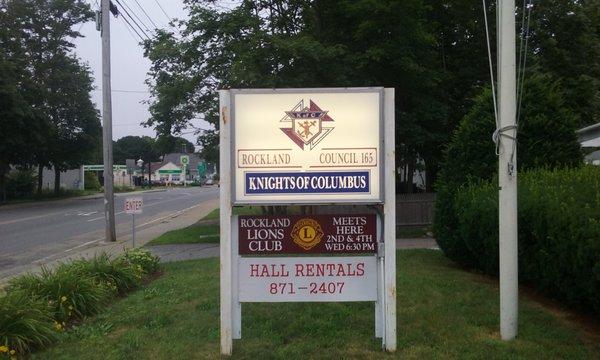 K of C
ROCKLAND COUNCIL 163
KNIGHTS OF COLUMBUS
ROCKLAND
LIONS
CLUB
L
MEETS
HERE
2ND & 4TH
WED 6:30 PM
HALL RENTALS
871-2407
ENTER